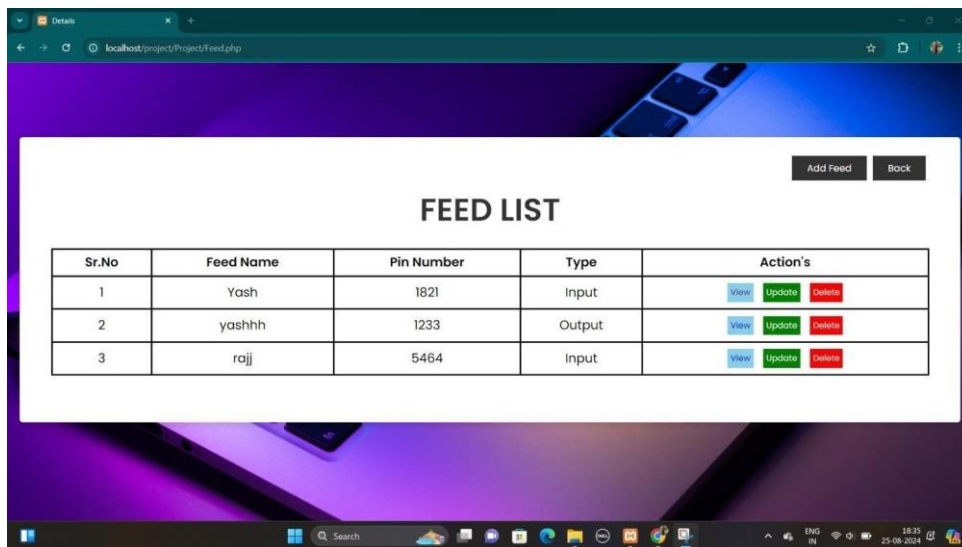 Details
localhost/project/Project/Feed.php
Add Feed Back
FEED LIST
Sr.No Feed Name Pin Number Type Action's
1 Yash 1821 Input View Update Delete
2 yashhh 1233 Output View Update Delete
3 rajj 5464 Input View Update Delete
Search ENG 18:35
IN 25-08-2024